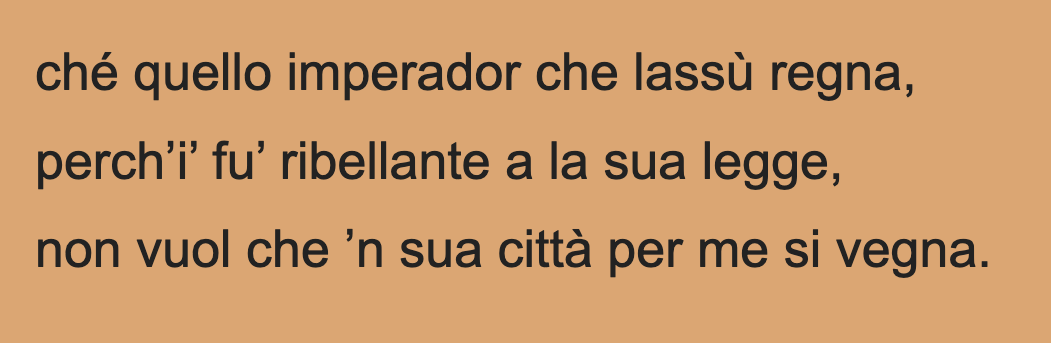 ché quello imperador che lassù regna,
perch’i’ fu’ ribellante a la sua legge,
non vuol che ’n sua città per me si vegna.